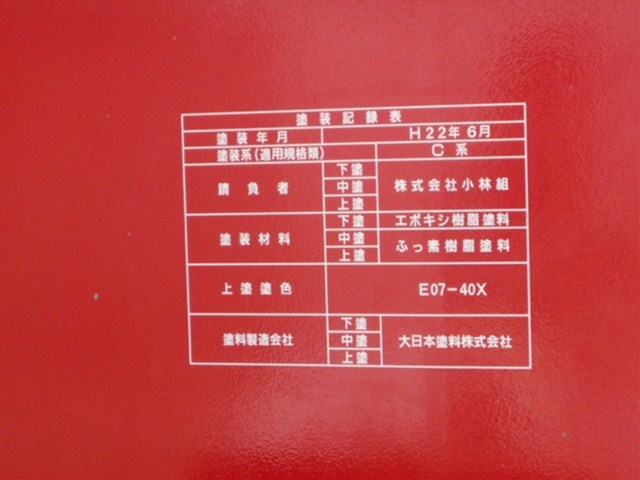 塗装記録表
塗装年月 H22年6月
塗装系(適用規格類) C系
請負者 下塗 中塗 上塗 株式会社小林組
塗装材料 下塗 エポキシ樹脂塗料
中塗 上塗 ふっ素樹脂塗料
上塗塗色 E07-40X
塗料製造会社 下塗 中塗 上塗 大日本塗料株式会社